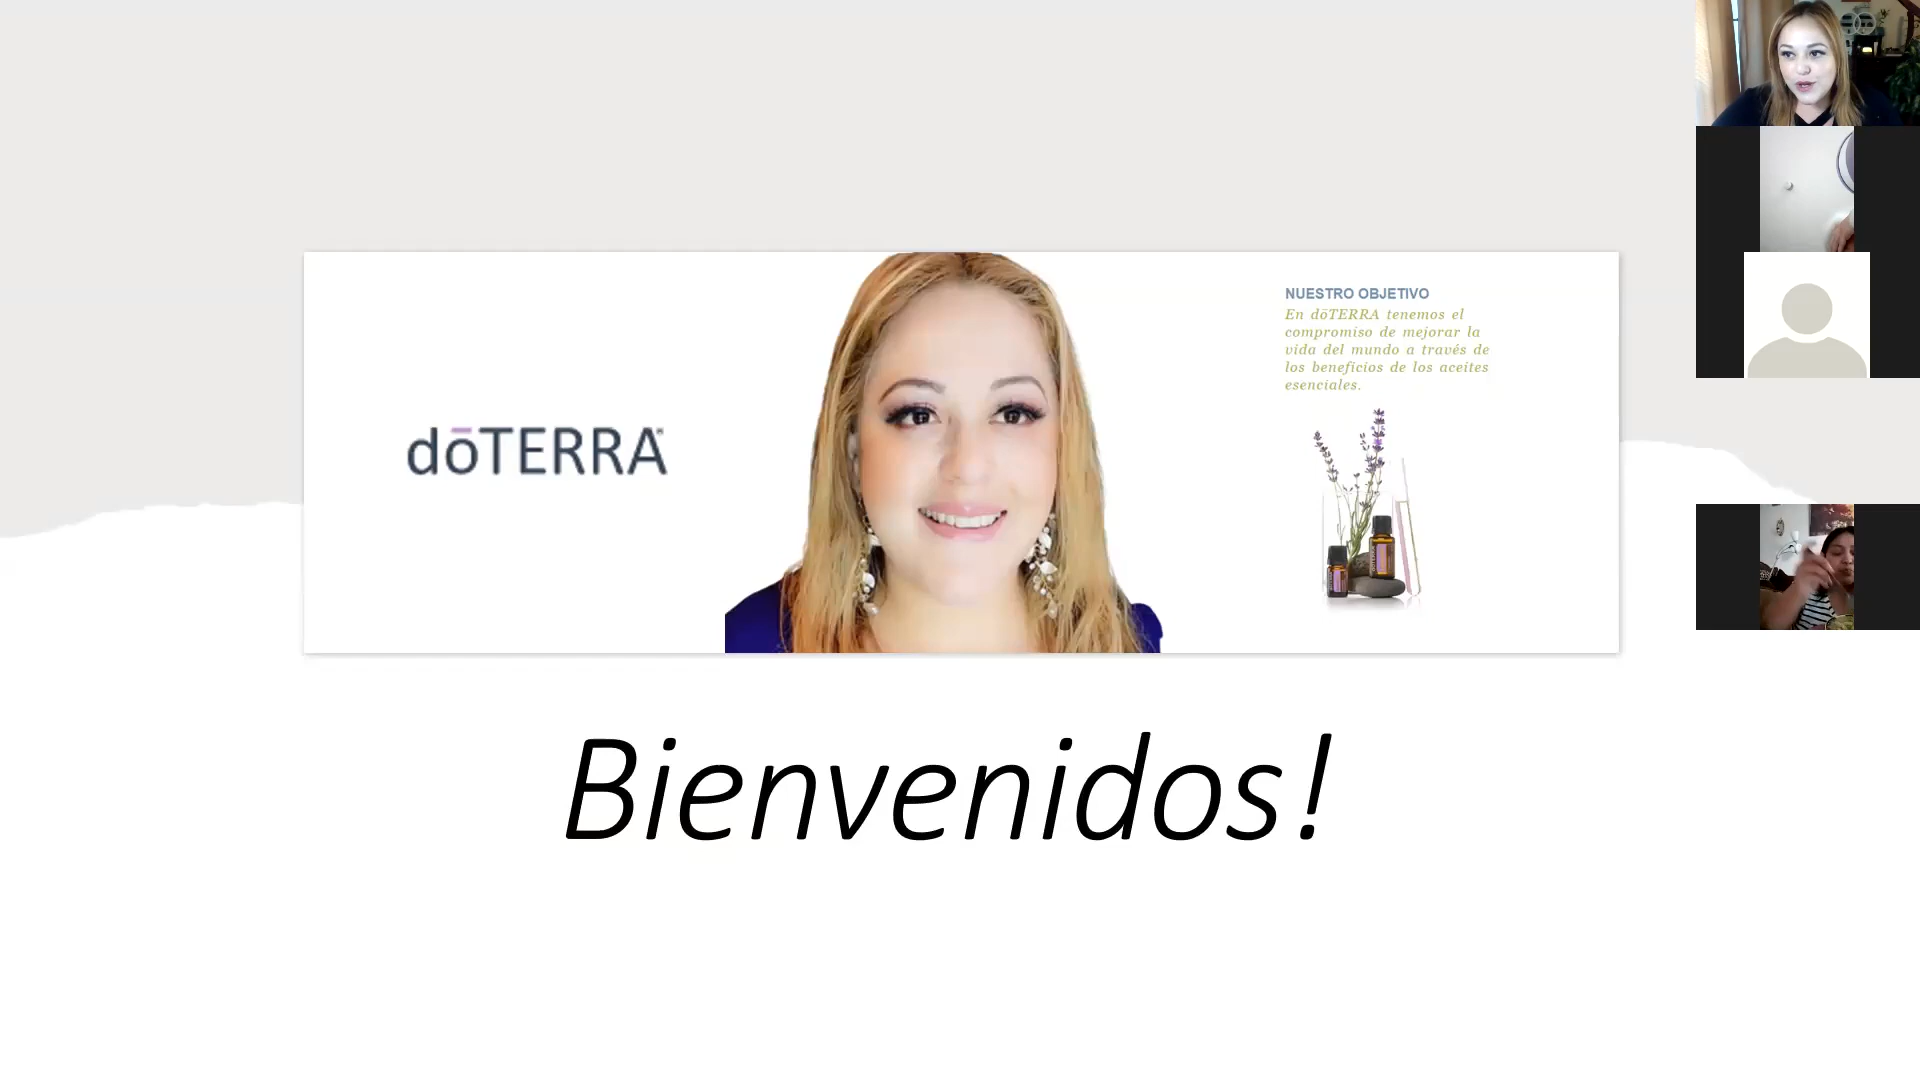 dōTERRA
NUESTRO OBJETIVO
En dōTERRA tenemos el
compromiso de mejorar la
vida del mundo a través de
los beneficios de los aceites
esenciales.
Bienvenidos!